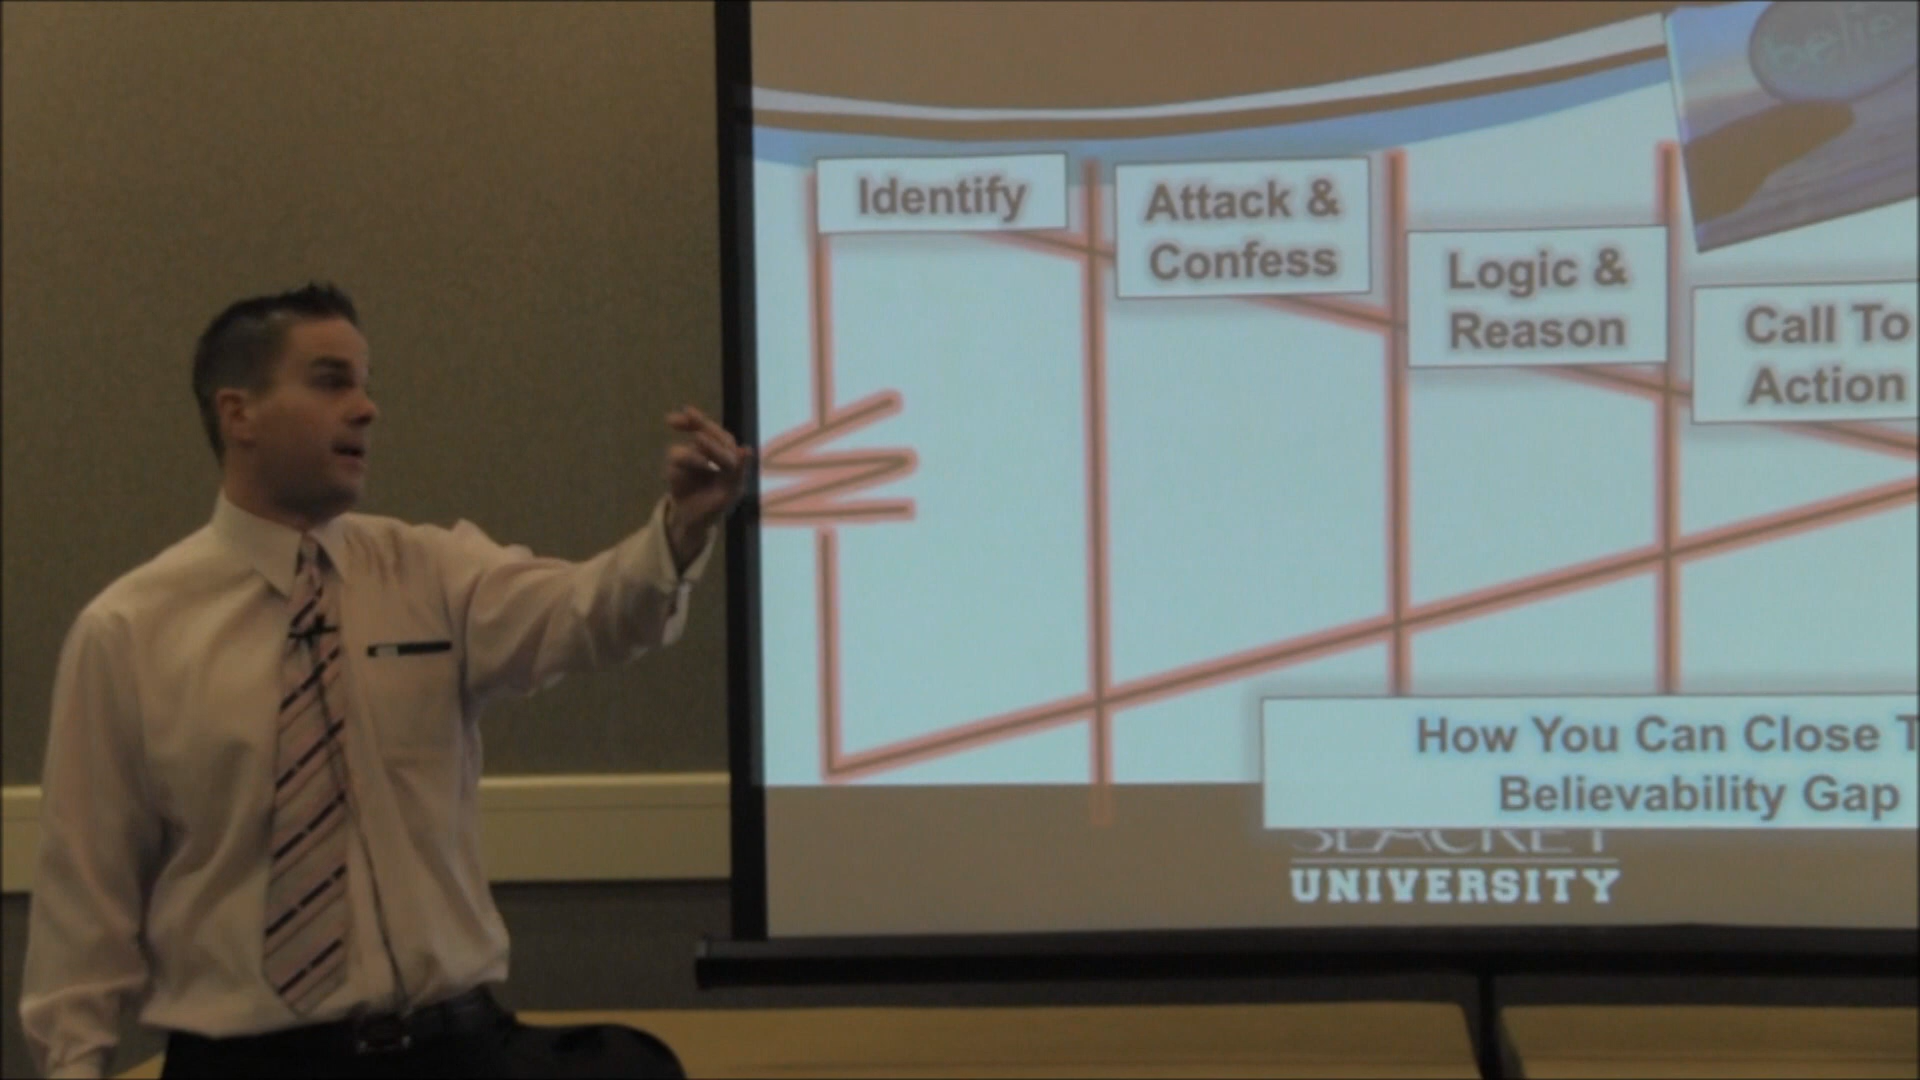 Identify
Attack &
Confess
Logic &
Reason
Call To
Action
How You Can Close
Believability Gap
UNIVERSITY